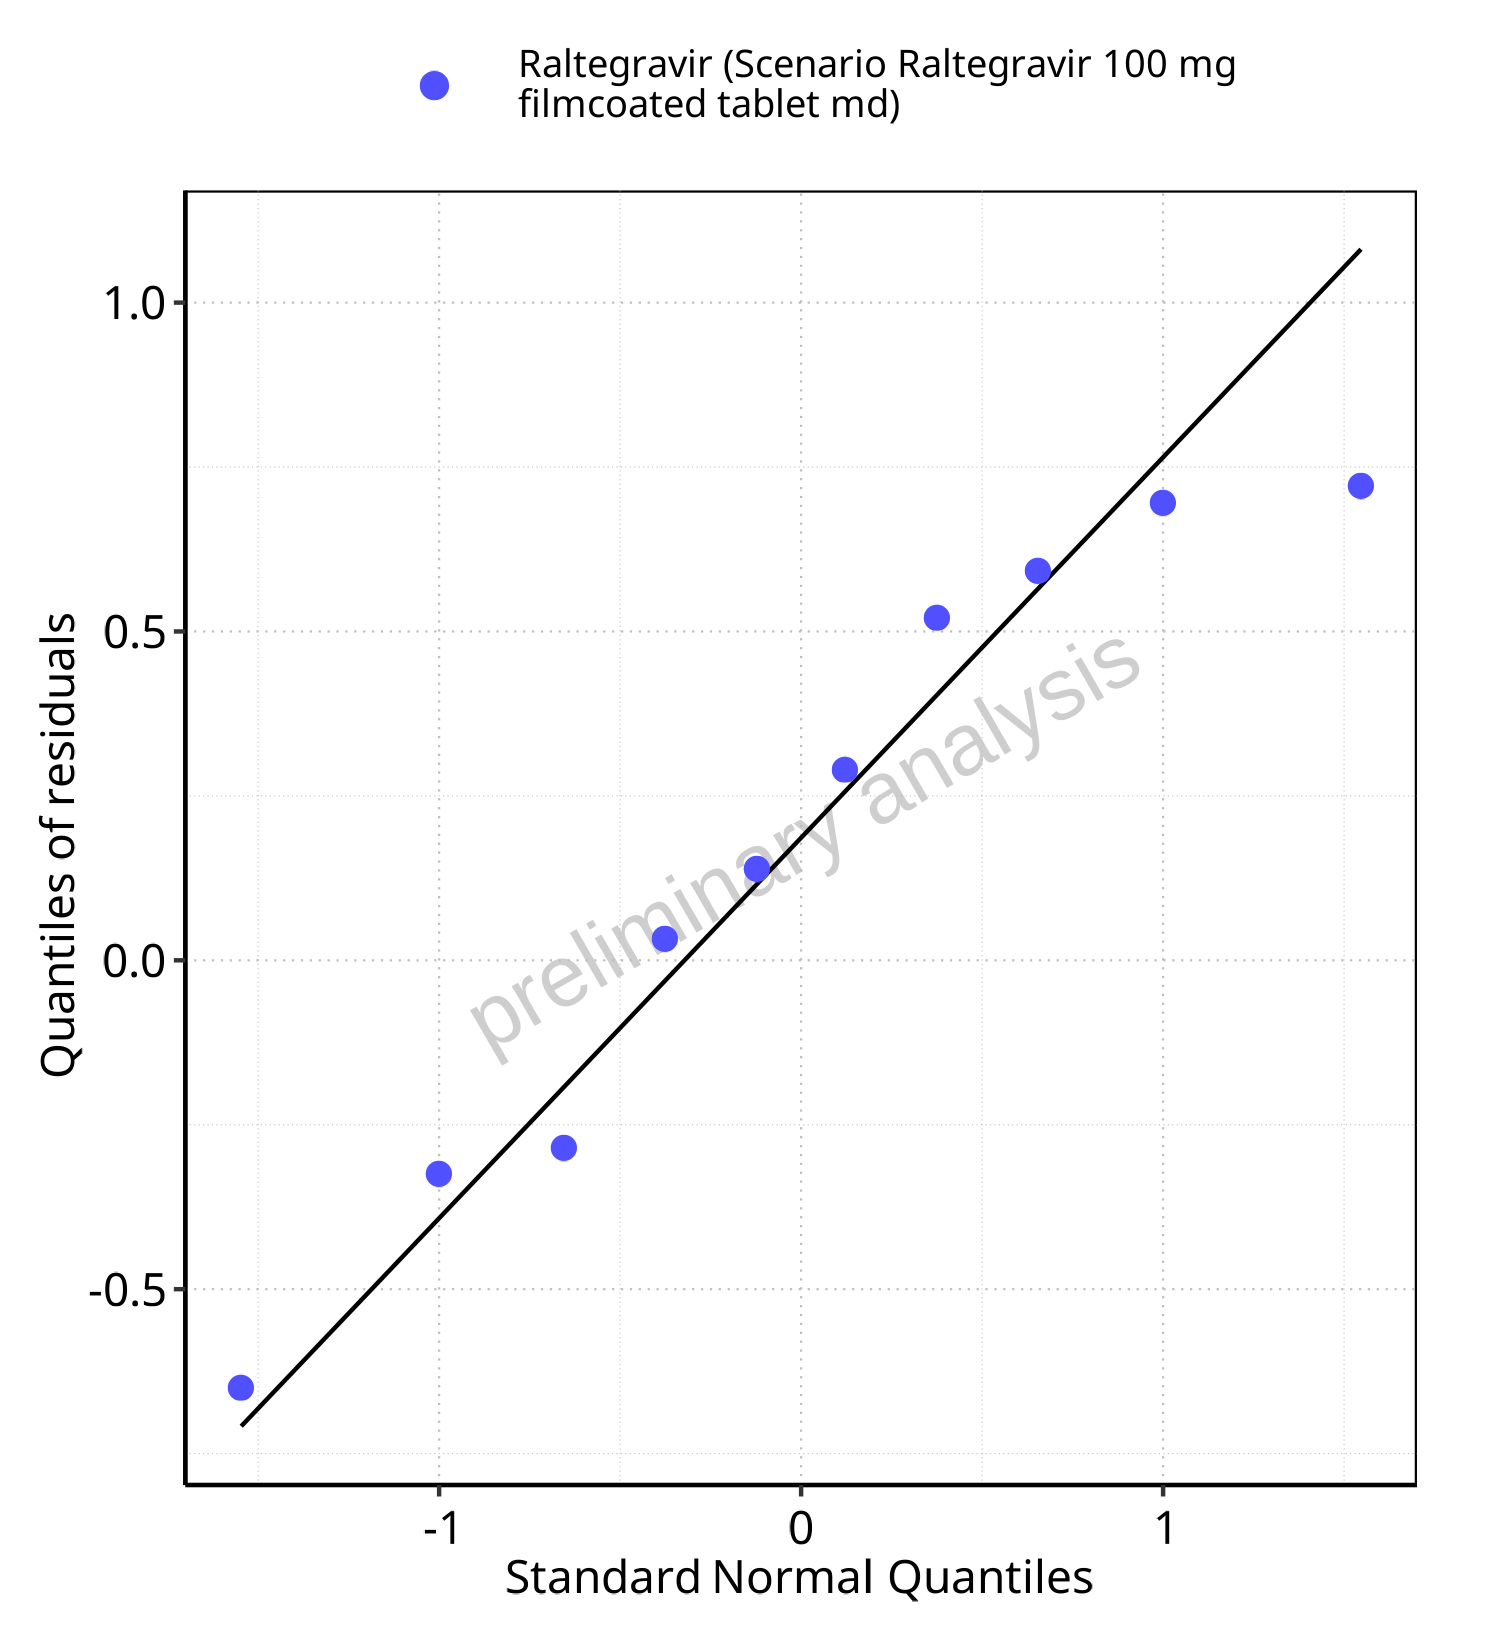 Raltegravir (Scenario Raltegravir 100 mg
filmcoated tablet md)
1.0
0.5
0.0
-0.5
Quantiles of residuals
preliminary analysis
-1 0 1
Standard Normal Quantiles